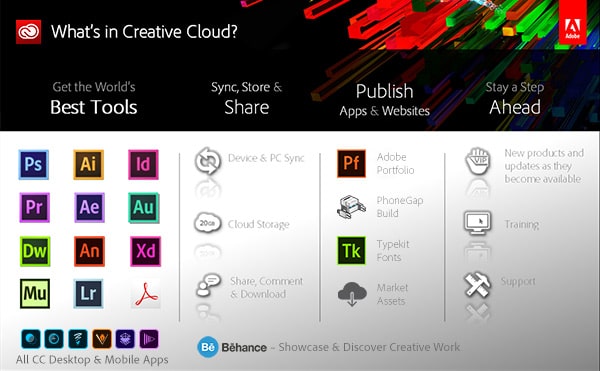 What's in Creative Cloud?
Adobe
Get the World's
Best Tools
Sync, Store &
Share
Publish
Apps & Websites
Stay a Step
Ahead
Ps
Ai
Id
Pr
Ae
Au
Dw
An
Xd
Mu
Lr
All CC Desktop & Mobile Apps
Device & PC Sync
20GB
Cloud Storage
Share, Comment
& Download
Pf
Adobe
Portfolio
PhoneGap
Build
Tk
Typekit
Fonts
Market
Assets
VIP
New products and
updates as they
become available
Training
Support
Bē Bēhance – Showcase & Discover Creative Work